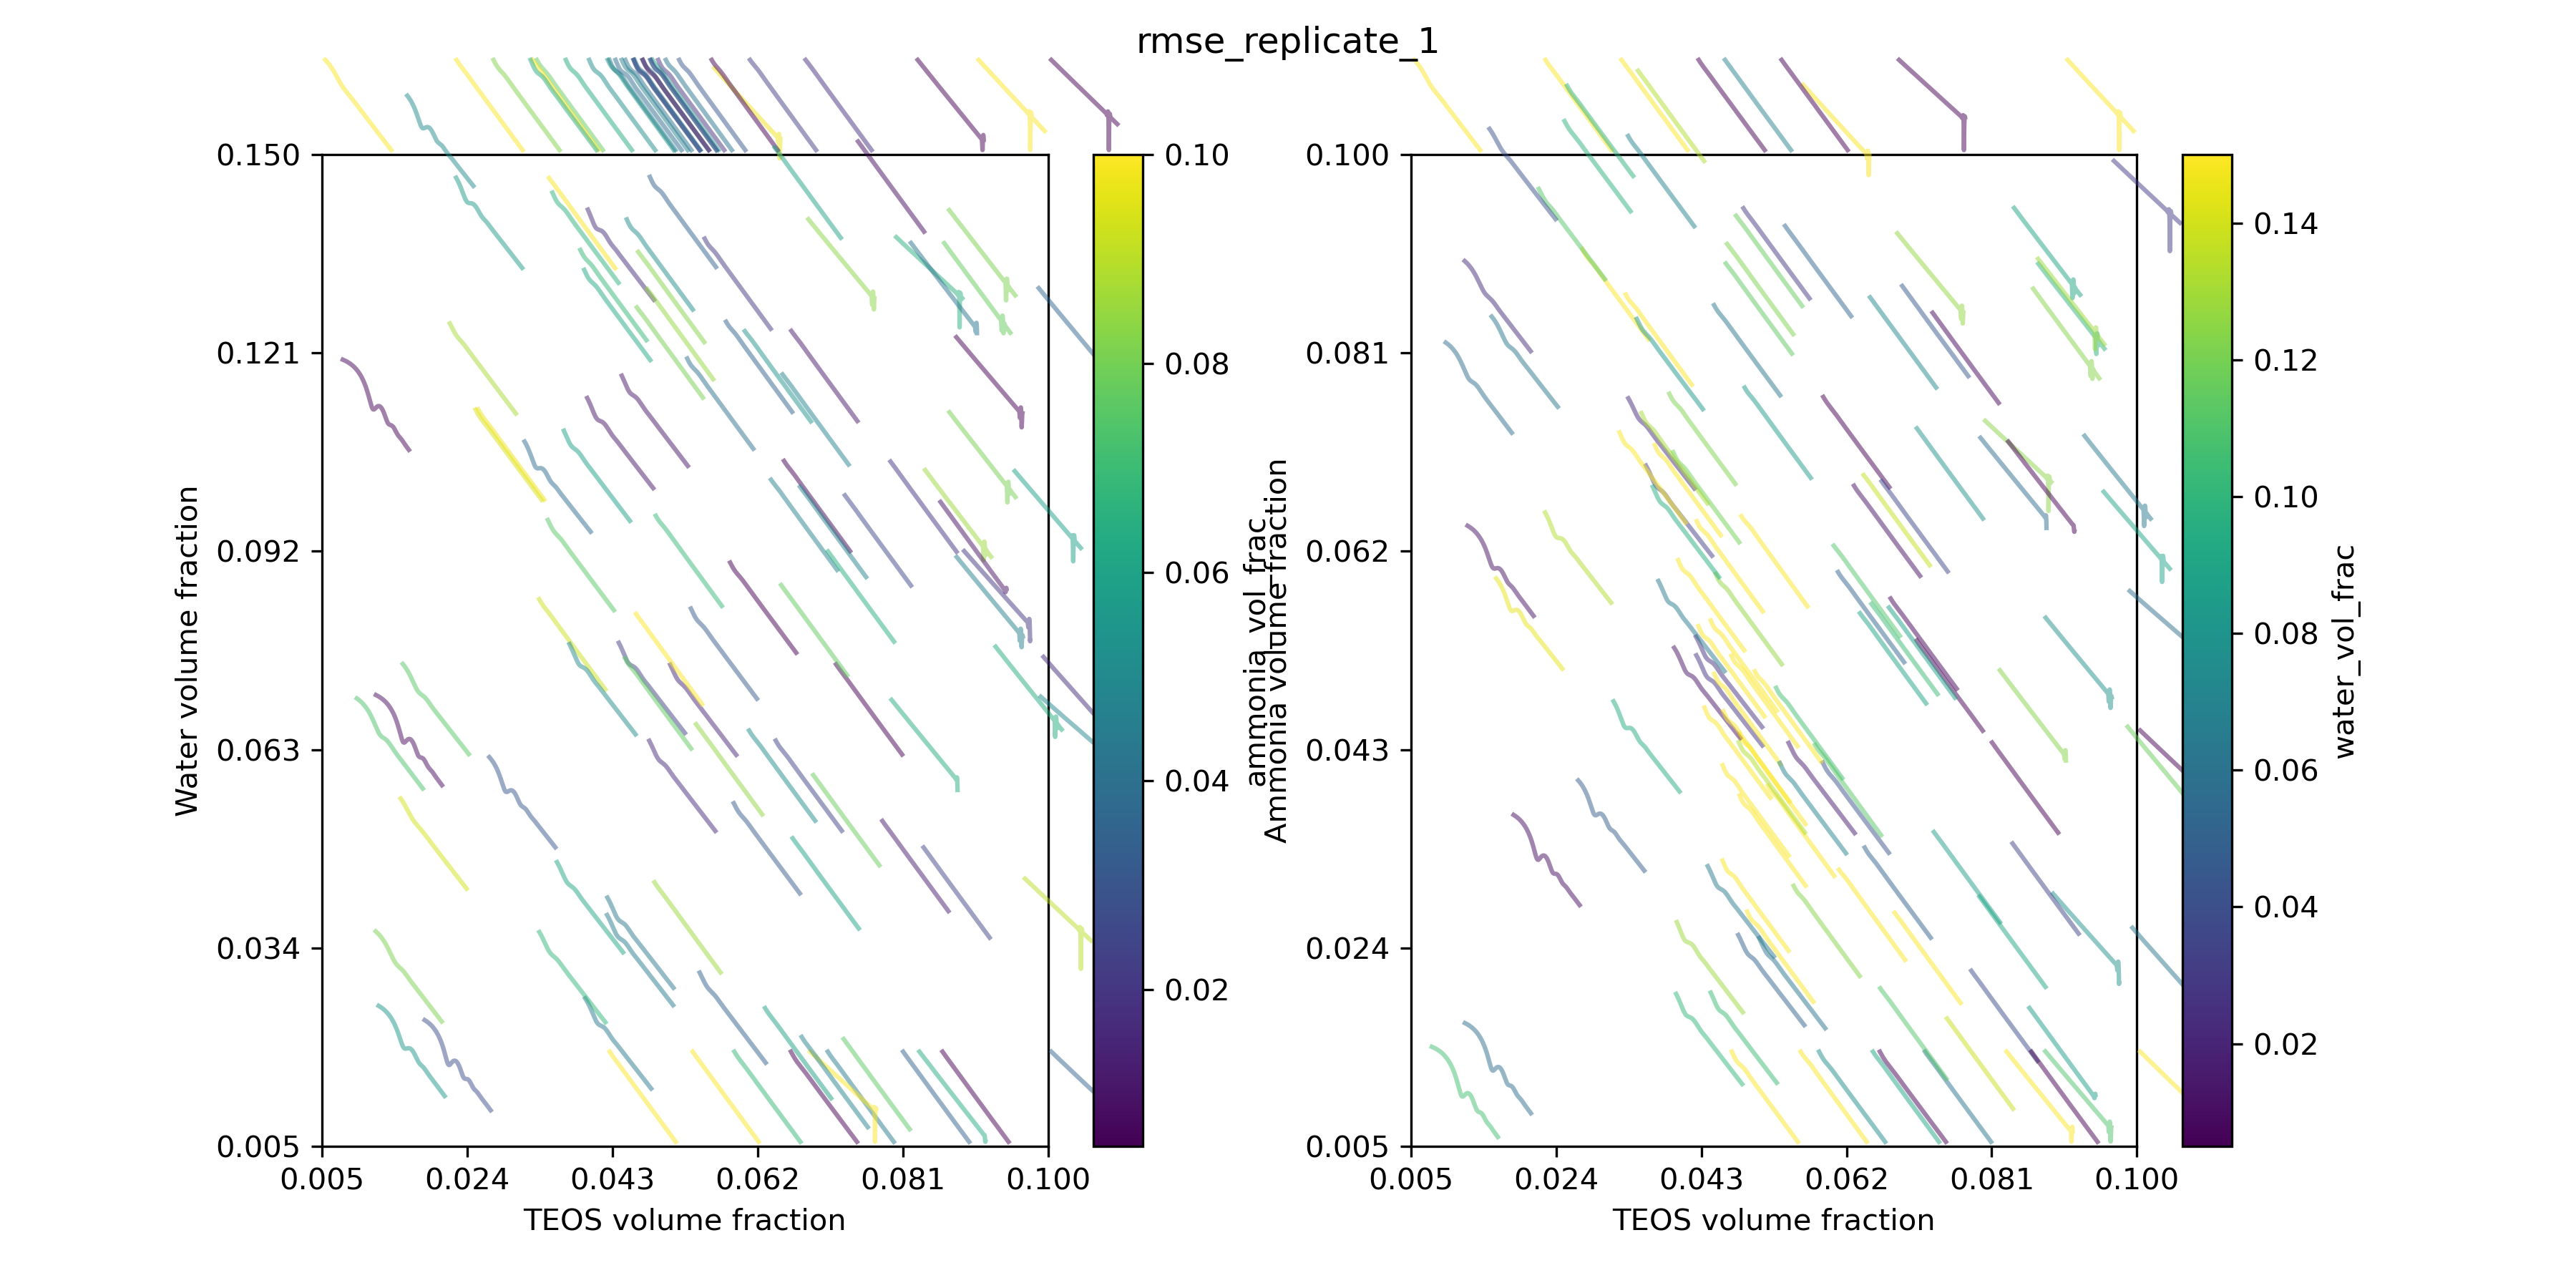 rmse_replicate_1
0.150
0.121
0.092
0.063
0.034
0.005
Water volume fraction
0.005 0.024 0.043 0.062 0.081 0.100
TEOS volume fraction
0.10
0.08
0.06
0.04
0.02
ammonia_vol_frac
0.100
0.081
0.062
0.043
0.024
0.005
Ammonia volume fraction
0.005 0.024 0.043 0.062 0.081 0.100
TEOS volume fraction
0.14
0.12
0.10
0.08
0.06
0.04
0.02
water_vol_frac